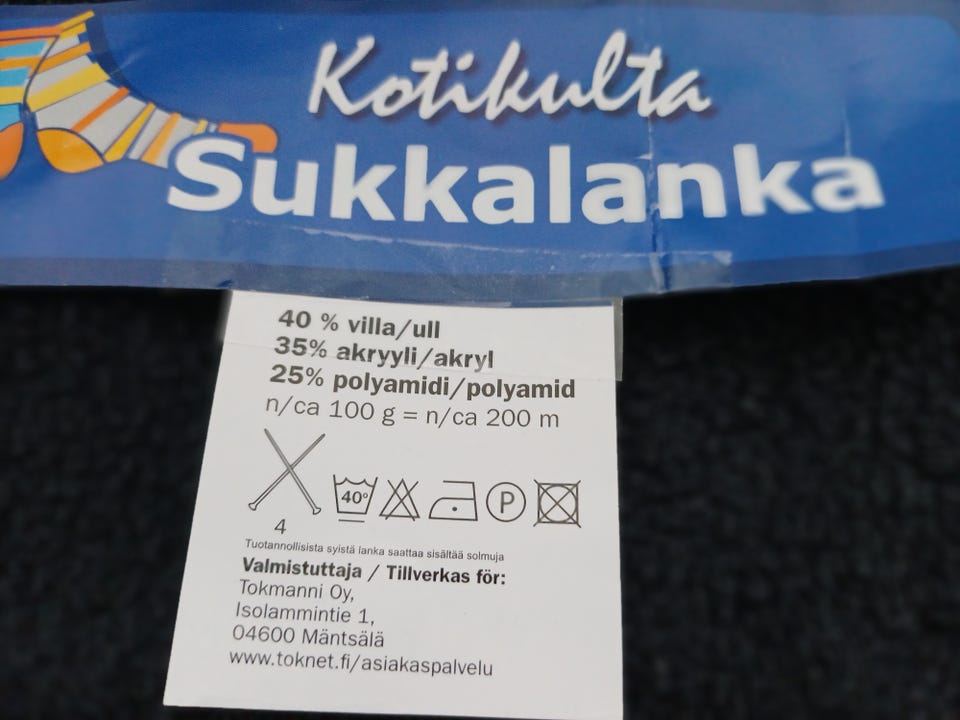 Kotikulta
Sukkalanka
40 % villa/ull
35% akryyli/akryl
25% polyamidi/polyamid
n/ca 100 g = n/ca 200 m
40°
P
4
Tuotannollisista syistä lanka saattaa sisältää solmuja
Valmistuttaja / Tillverkas för:
Tokmanni Oy,
Isolammintie 1,
04600 Mäntsälä
www.toknet.fi/asiakaspalvelu